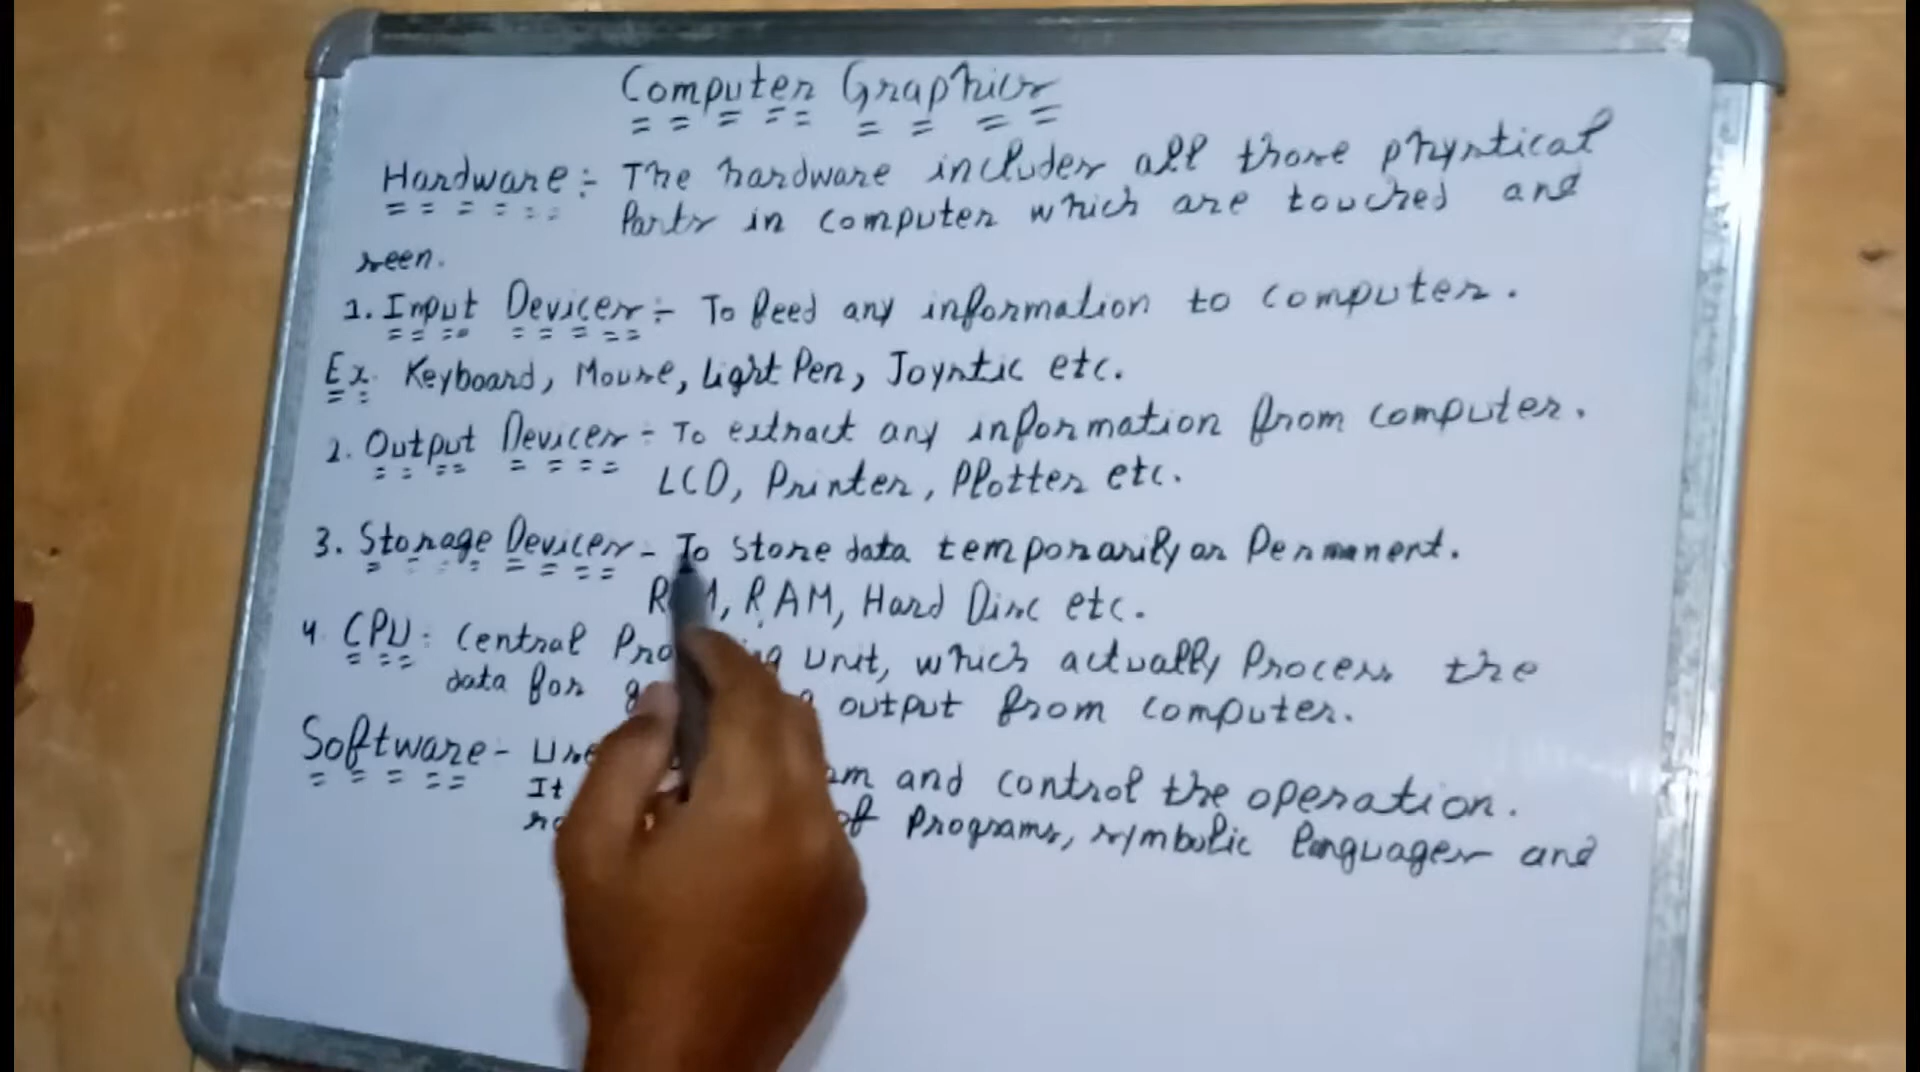 Computer Graphics
Hardware:- The hardware includes all those phystical
Parts in computer which are touched and
seen.
1. Input Devices:- To feed any information to computer.
Ex. Keyboard, Mouse, Light Pen, Joystic etc.
2. Output Devices:- To extract any information from computer.
LCD, Printer, Plotter etc.
3. Storage Devices - To store data temporarily or Permanent.
RAM, Hard Disc etc.
4. CPU: Central Unit, which actually Process the
data for output from computer.
Software - and control the operation.
It of Programs, symbolic languages and